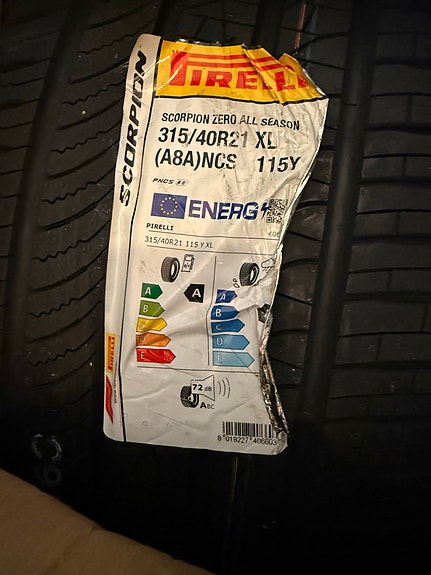 SCORPION
PIRELLI
SCORPION ZERO ALL SEASON
315/40R21 XL
(A8A)NCS 115Y
PNCS
ENERG
PIRELLI
315/40R21 115 Y XL
A
B
C
D
E
A
A
B
C
D
E
72 dB
ABC
PIRELLI
8 019227 406603